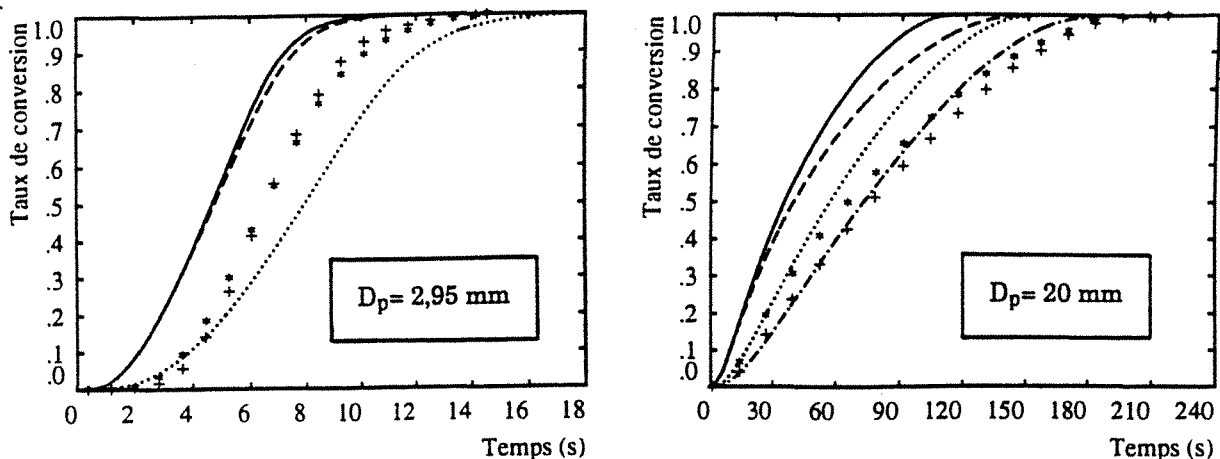 1.0
.9
.8
.7
.6
.5
.4
.3
.2
.1
.0
Taux de conversion
Dp= 2,95 mm
0 2 4 6 8 10 12 14 16 18
Temps (s)
1.0
.9
.8
.7
.6
.5
.4
.3
.2
.1
.0
Taux de conversion
Dp= 20 mm
0 30 60 90 120 150 180 210 240
Temps (s)